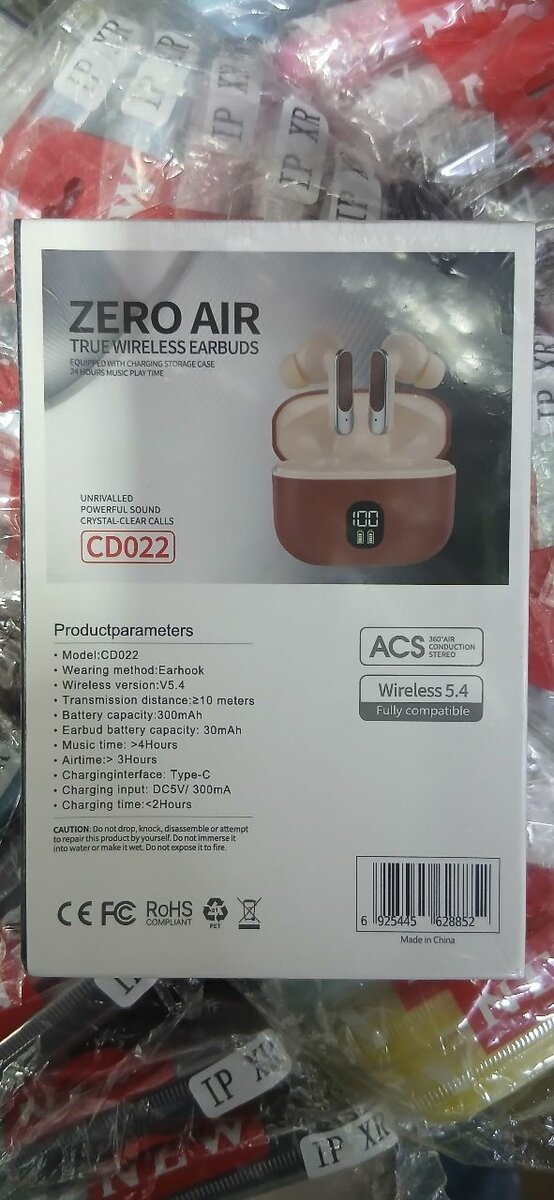 IP XR
IP XR
IP XR
IP XR
IP XR
ZERO AIR
TRUE WIRELESS EARBUDS
EQUIPPED WITH CHARGING STORAGE CASE
24 HOURS MUSIC PLAY TIME
UNRIVALLED
POWERFUL SOUND
CRYSTAL-CLEAR CALLS
CD022
100
Productparameters
• Model:CD022
• Wearing method:Earhook
• Wireless version:V5.4
• Transmission distance:≥10 meters
• Battery capacity:300mAh
• Earbud battery capacity: 30mAh
• Music time: >4Hours
• Airtime:> 3Hours
• Charginginterface: Type-C
• Charging input: DC5V/ 300mA
• Charging time:<2Hours
ACS 360°AIR
CONDUCTION
STEREO
Wireless 5.4
Fully compatible
CAUTION: Do not drop, knock, disassemble or attempt
to repair this product by yourself. Do not immerse it
into water or make it wet. Do not expose it to fire.
CE FC RoHS
COMPLIANT
PET
6 925445 628852
Made in China
IP XR
IP XR
NEW